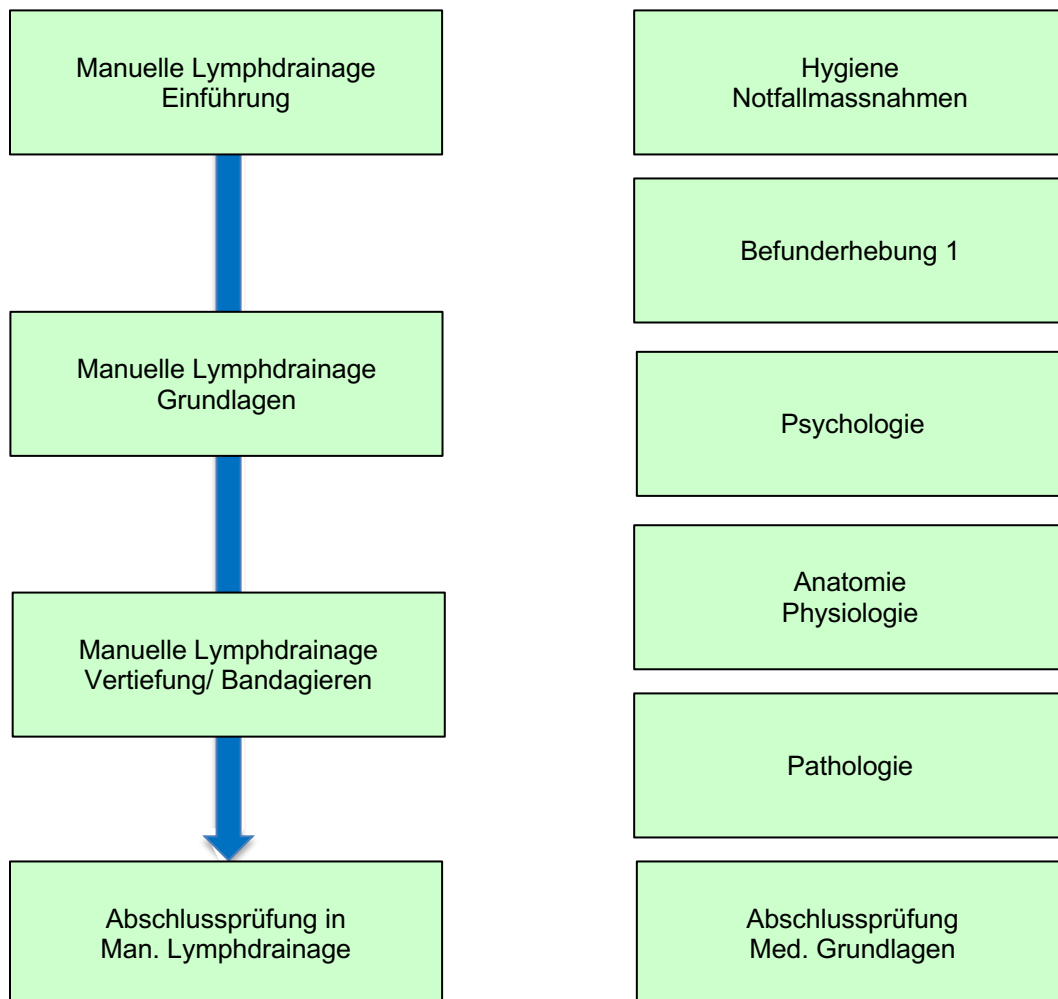 Manuelle Lymphdrainage
Einführung
Manuelle Lymphdrainage
Grundlagen
Manuelle Lymphdrainage
Vertiefung/ Bandagieren
Abschlussprüfung in
Man. Lymphdrainage
Hygiene
Notfallmassnahmen
Befunderhebung 1
Psychologie
Anatomie
Physiologie
Pathologie
Abschlussprüfung
Med. Grundlagen